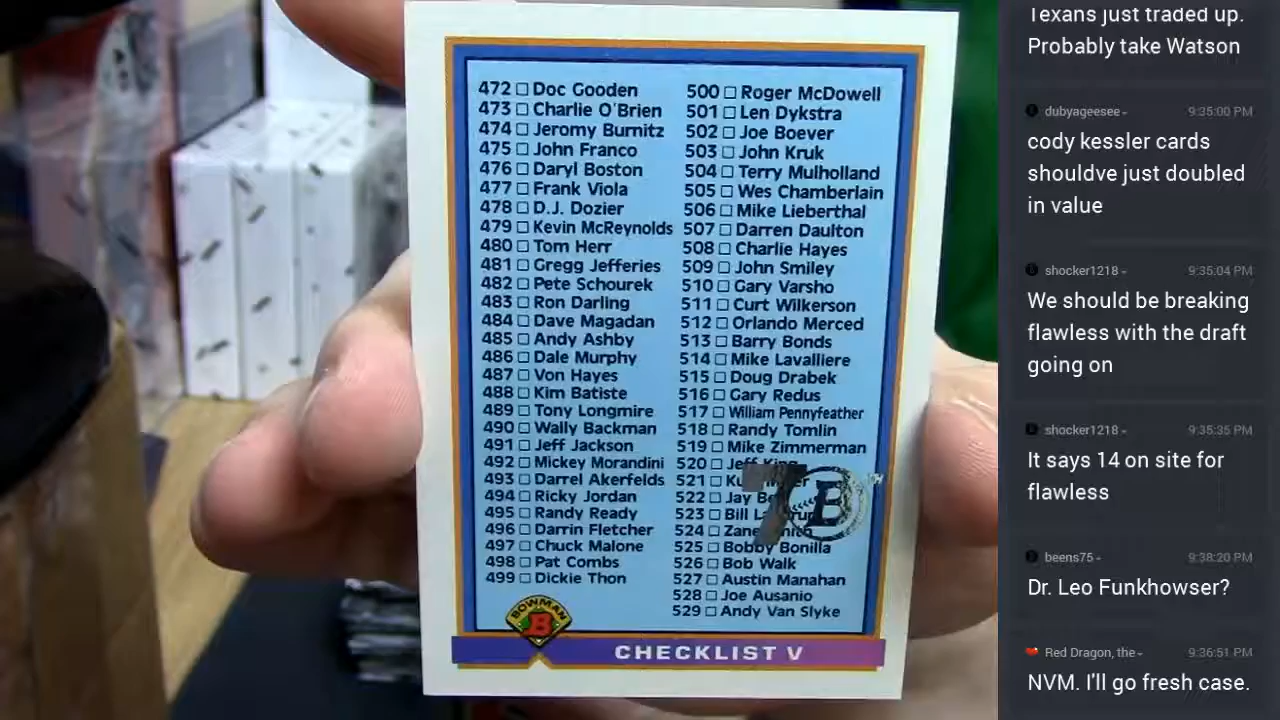 472 Doc Gooden
473 Charlie O'Brien
474 Jeromy Burnitz
475 John Franco
476 Daryl Boston
477 Frank Viola
478 D.J. Dozier
479 Kevin McReynolds
480 Tom Herr
481 Gregg Jefferies
482 Pete Schourek
483 Ron Darling
484 Dave Magadan
485 Andy Ashby
486 Dale Murphy
487 Von Hayes
488 Kim Batiste
489 Tony Longmire
490 Wally Backman
491 Jeff Jackson
492 Mickey Morandini
493 Darrel Akerfelds
494 Ricky Jordan
495 Randy Ready
496 Darrin Fletcher
497 Chuck Malone
498 Pat Combs
499 Dickie Thon
500 Roger McDowell
501 Len Dykstra
502 Joe Boever
503 John Kruk
504 Terry Mulholland
505 Wes Chamberlain
506 Mike Lieberthal
507 Darren Daulton
508 Charlie Hayes
509 John Smiley
510 Gary Varsho
511 Curt Wilkerson
512 Orlando Merced
513 Barry Bonds
514 Mike Lavalliere
515 Doug Drabek
516 Gary Redus
517 William Pennyfeather
518 Randy Tomlin
519 Mike Zimmerman
520 Jeff King
521
522 Jay
523 Bill
524 Zane Smith
525 Bobby Bonilla
526 Bob Walk
527 Austin Manahan
528 Joe Ausanio
529 Andy Van Slyke
70 B
BOWMAN
B
CHECKLIST V
Texans just traded up.
Probably take Watson
dubyageesee 9:35:00 PM
cody kessler cards
shouldve just doubled
in value
shocker1218 9:35:04 PM
We should be breaking
flawless with the draft
going on
shocker1218 9:35:35 PM
It says 14 on site for
flawless
beens75 9:38:20 PM
Dr. Leo Funkhowser?
Red Dragon, the 9:36:51 PM
NVM. I'll go fresh case.